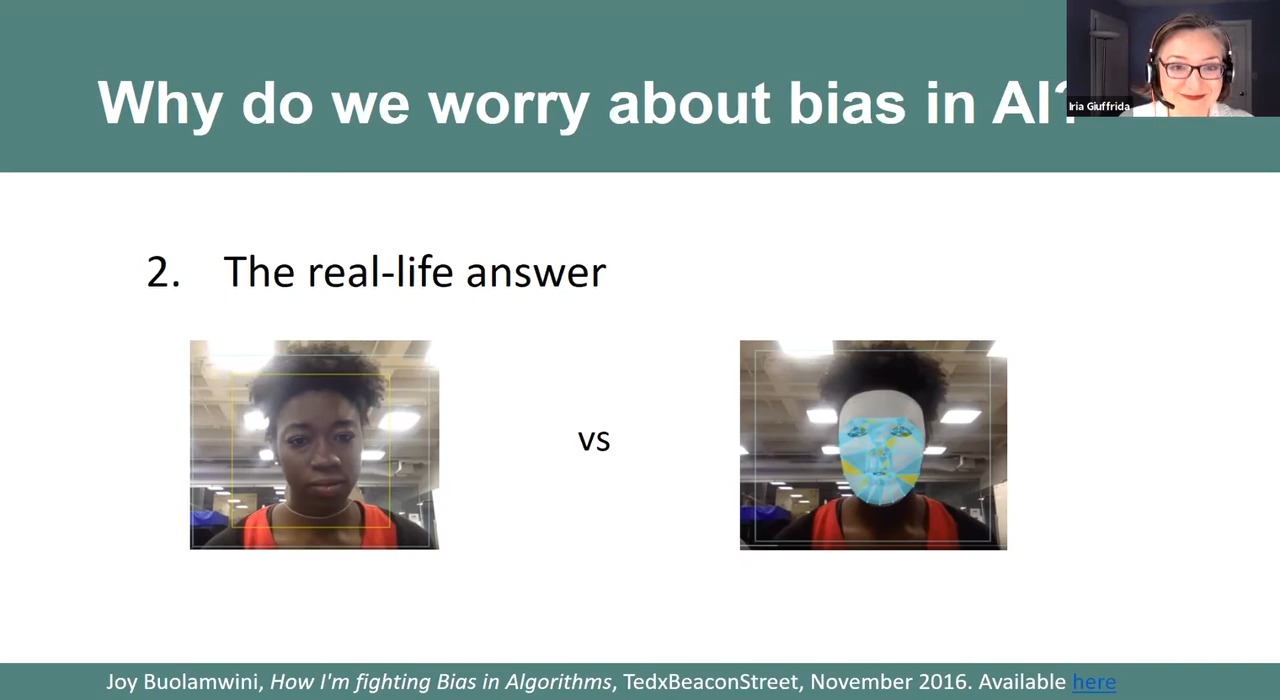 Why do we worry about bias in AI?
Iria Giuffrida
2. The real-life answer
vs
Joy Buolamwini, How I'm fighting Bias in Algorithms, TedxBeaconStreet, November 2016. Available here